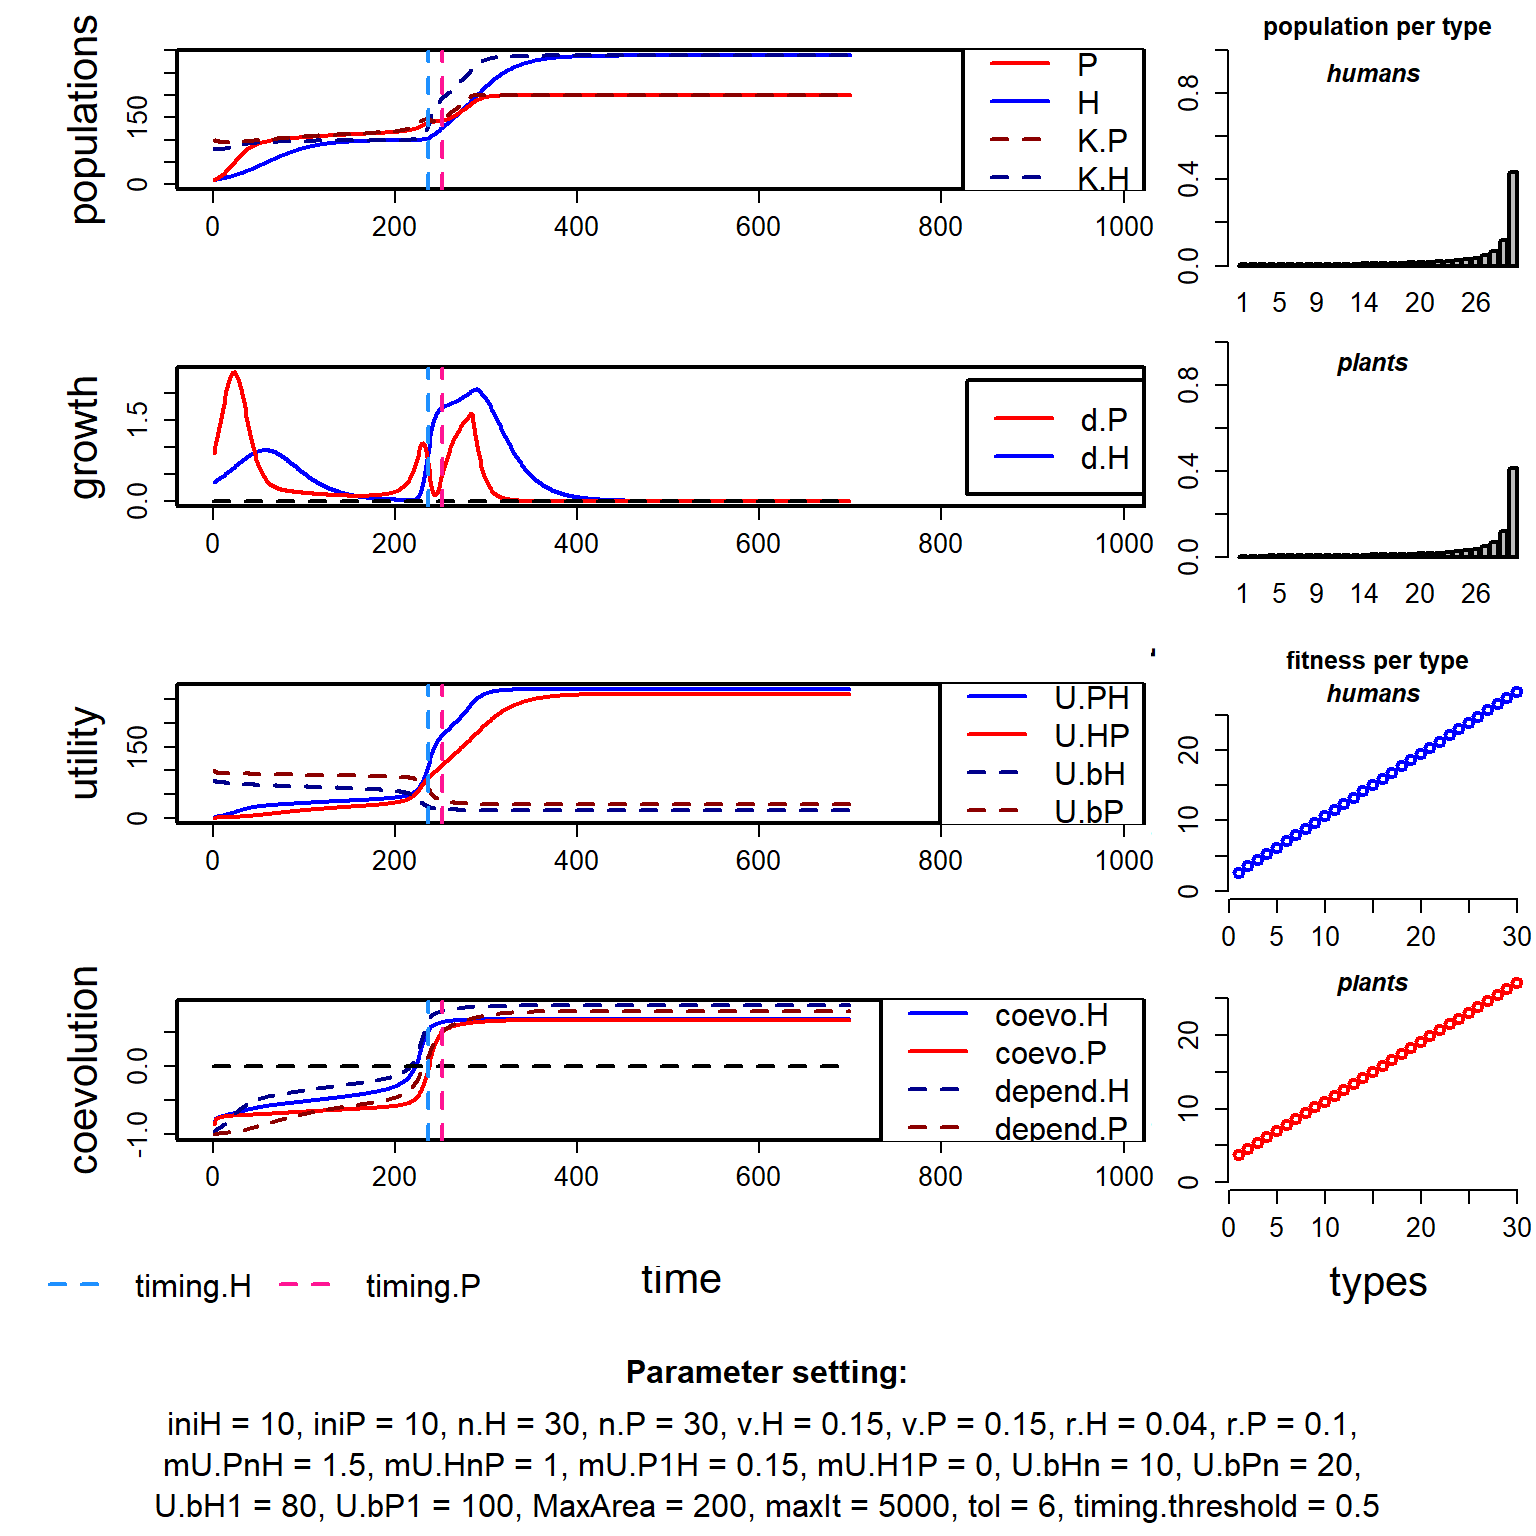 populations
0
150
0 200 400 600 800 1000
P
H
K.P
K.H
population per type
humans
0.0 0.4 0.8
1 5 9 14 20 26
growth
0.0 1.5
0 200 400 600 800 1000
d.P
d.H
plants
0.0 0.4 0.8
1 5 9 14 20 26
utility
0 150
0 200 400 600 800 1000
U.PH
U.HP
U.bH
U.bP
fitness per type
humans
0 10 20
0 5 10 20 30
coevolution
-1.0 0.0
0 200 400 600 800 1000
coevo.H
coevo.P
depend.H
depend.P
plants
0 10 20
0 5 10 20 30
timing.H timing.P
time
types
Parameter setting:
iniH = 10, iniP = 10, n.H = 30, n.P = 30, v.H = 0.15, v.P = 0.15, r.H = 0.04, r.P = 0.1,
mU.PnH = 1.5, mU.HnP = 1, mU.P1H = 0.15, mU.H1P = 0, U.bHn = 10, U.bPn = 20,
U.bH1 = 80, U.bP1 = 100, MaxArea = 200, maxIt = 5000, tol = 6, timing.threshold = 0.5